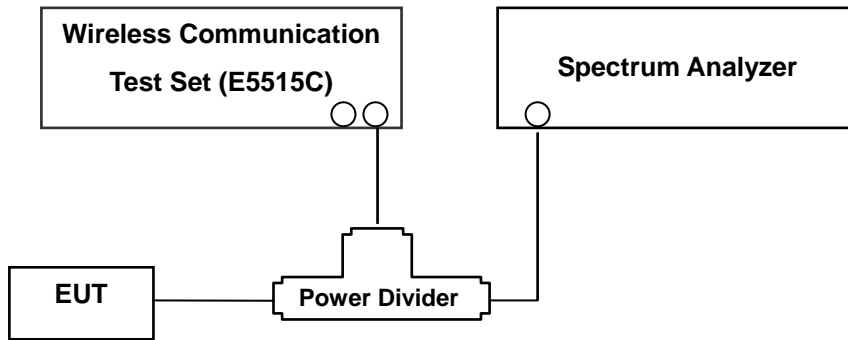 Wireless Communication
Test Set (E5515C)
Spectrum Analyzer
EUT
Power Divider